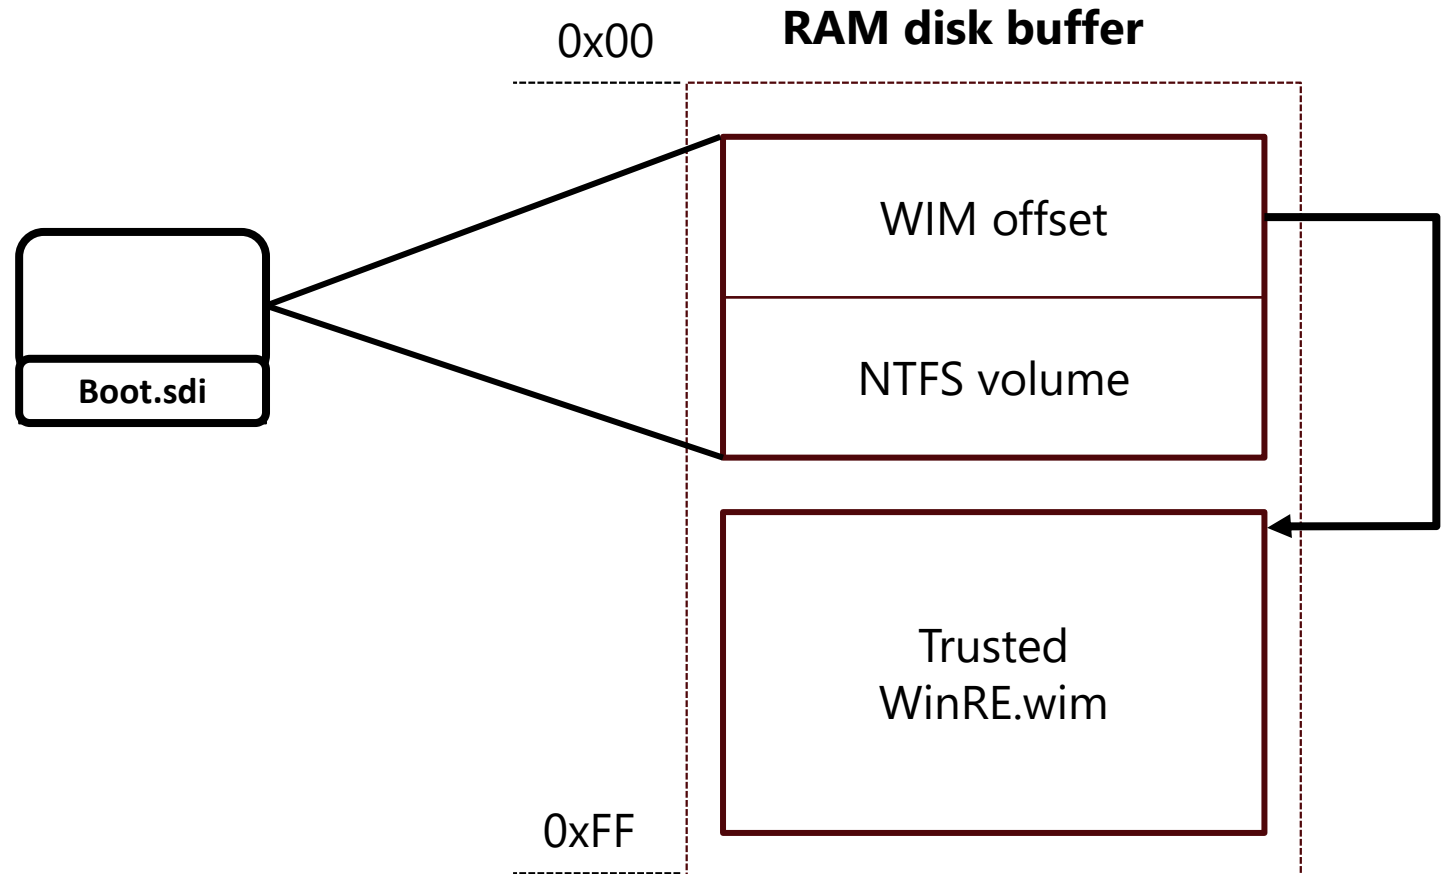 RAM disk buffer
0x00
WIM offset
NTFS volume
Boot.sdi
Trusted
WinRE.wim
0xFF